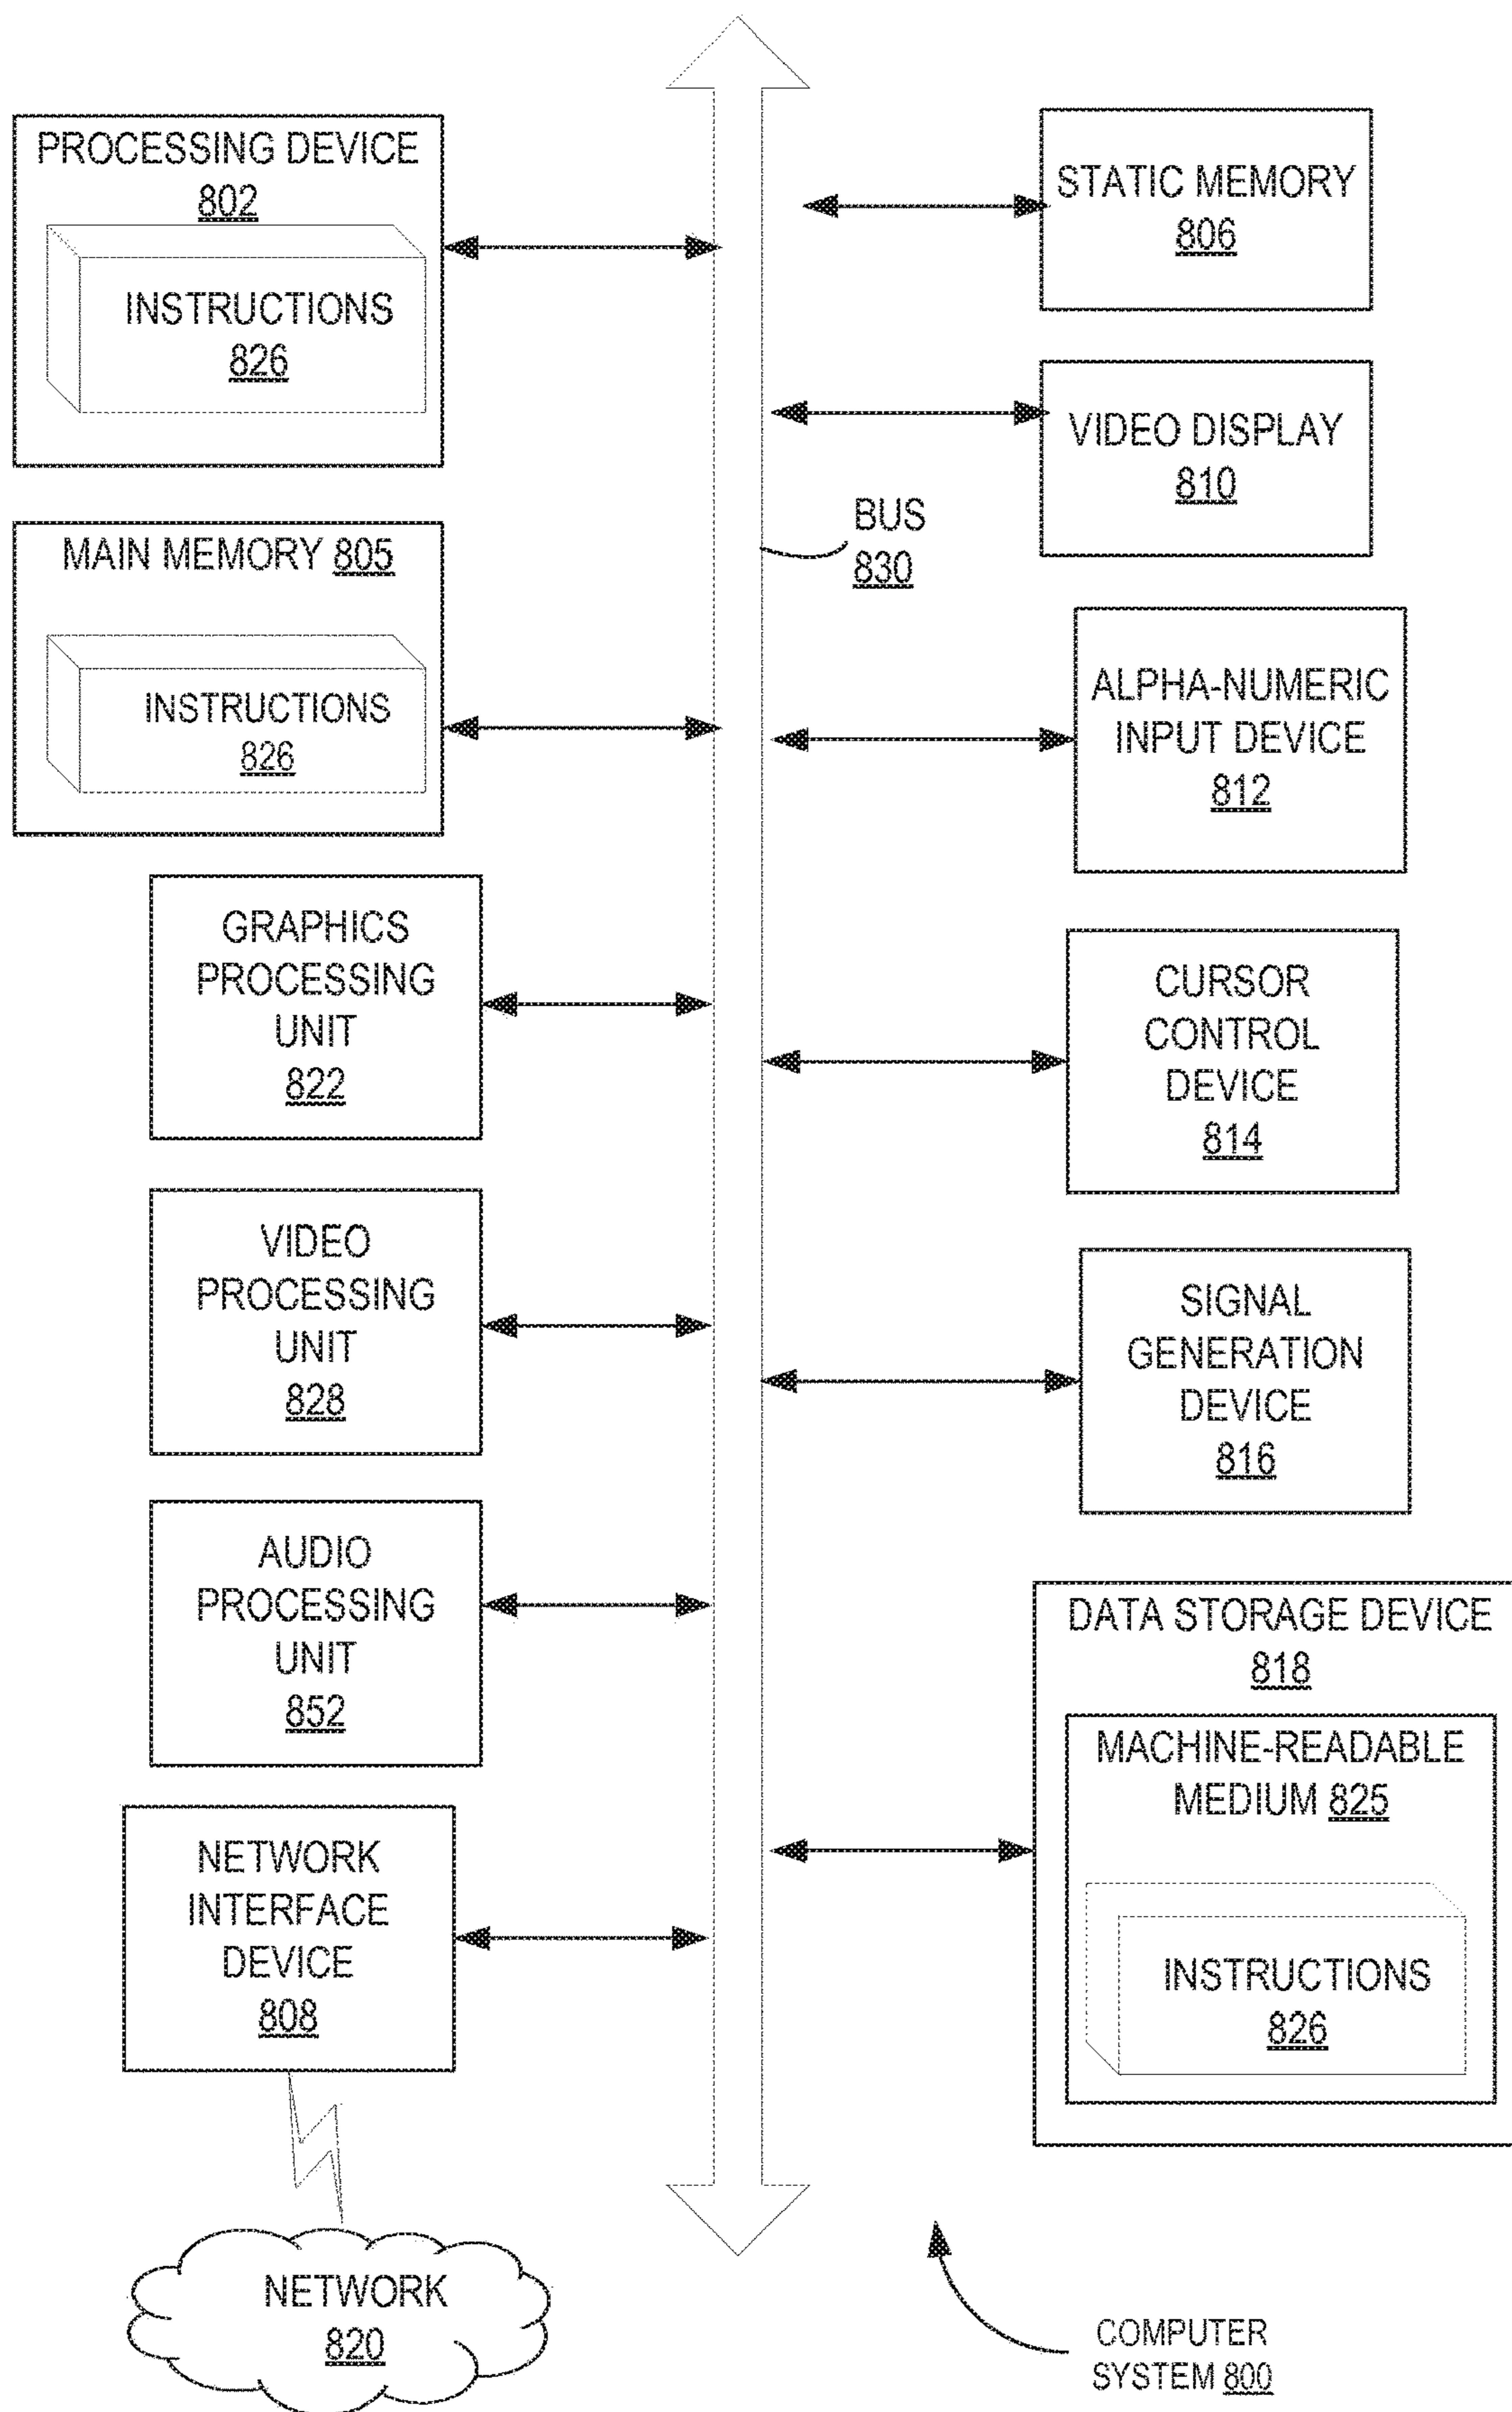 PROCESSING DEVICE
802
INSTRUCTIONS
826
MAIN MEMORY 805
INSTRUCTIONS
826
GRAPHICS
PROCESSING
UNIT
822
VIDEO
PROCESSING
UNIT
828
AUDIO
PROCESSING
UNIT
852
NETWORK
INTERFACE
DEVICE
808
NETWORK
820
BUS
830
STATIC MEMORY
806
VIDEO DISPLAY
810
ALPHA-NUMERIC
INPUT DEVICE
812
CURSOR
CONTROL
DEVICE
814
SIGNAL
GENERATION
DEVICE
816
DATA STORAGE DEVICE
818
MACHINE-READABLE
MEDIUM 825
INSTRUCTIONS
826
COMPUTER
SYSTEM 800